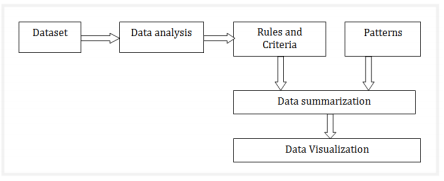 Dataset
Data analysis
Rules and
Criteria
Patterns
Data summarization
Data Visualization